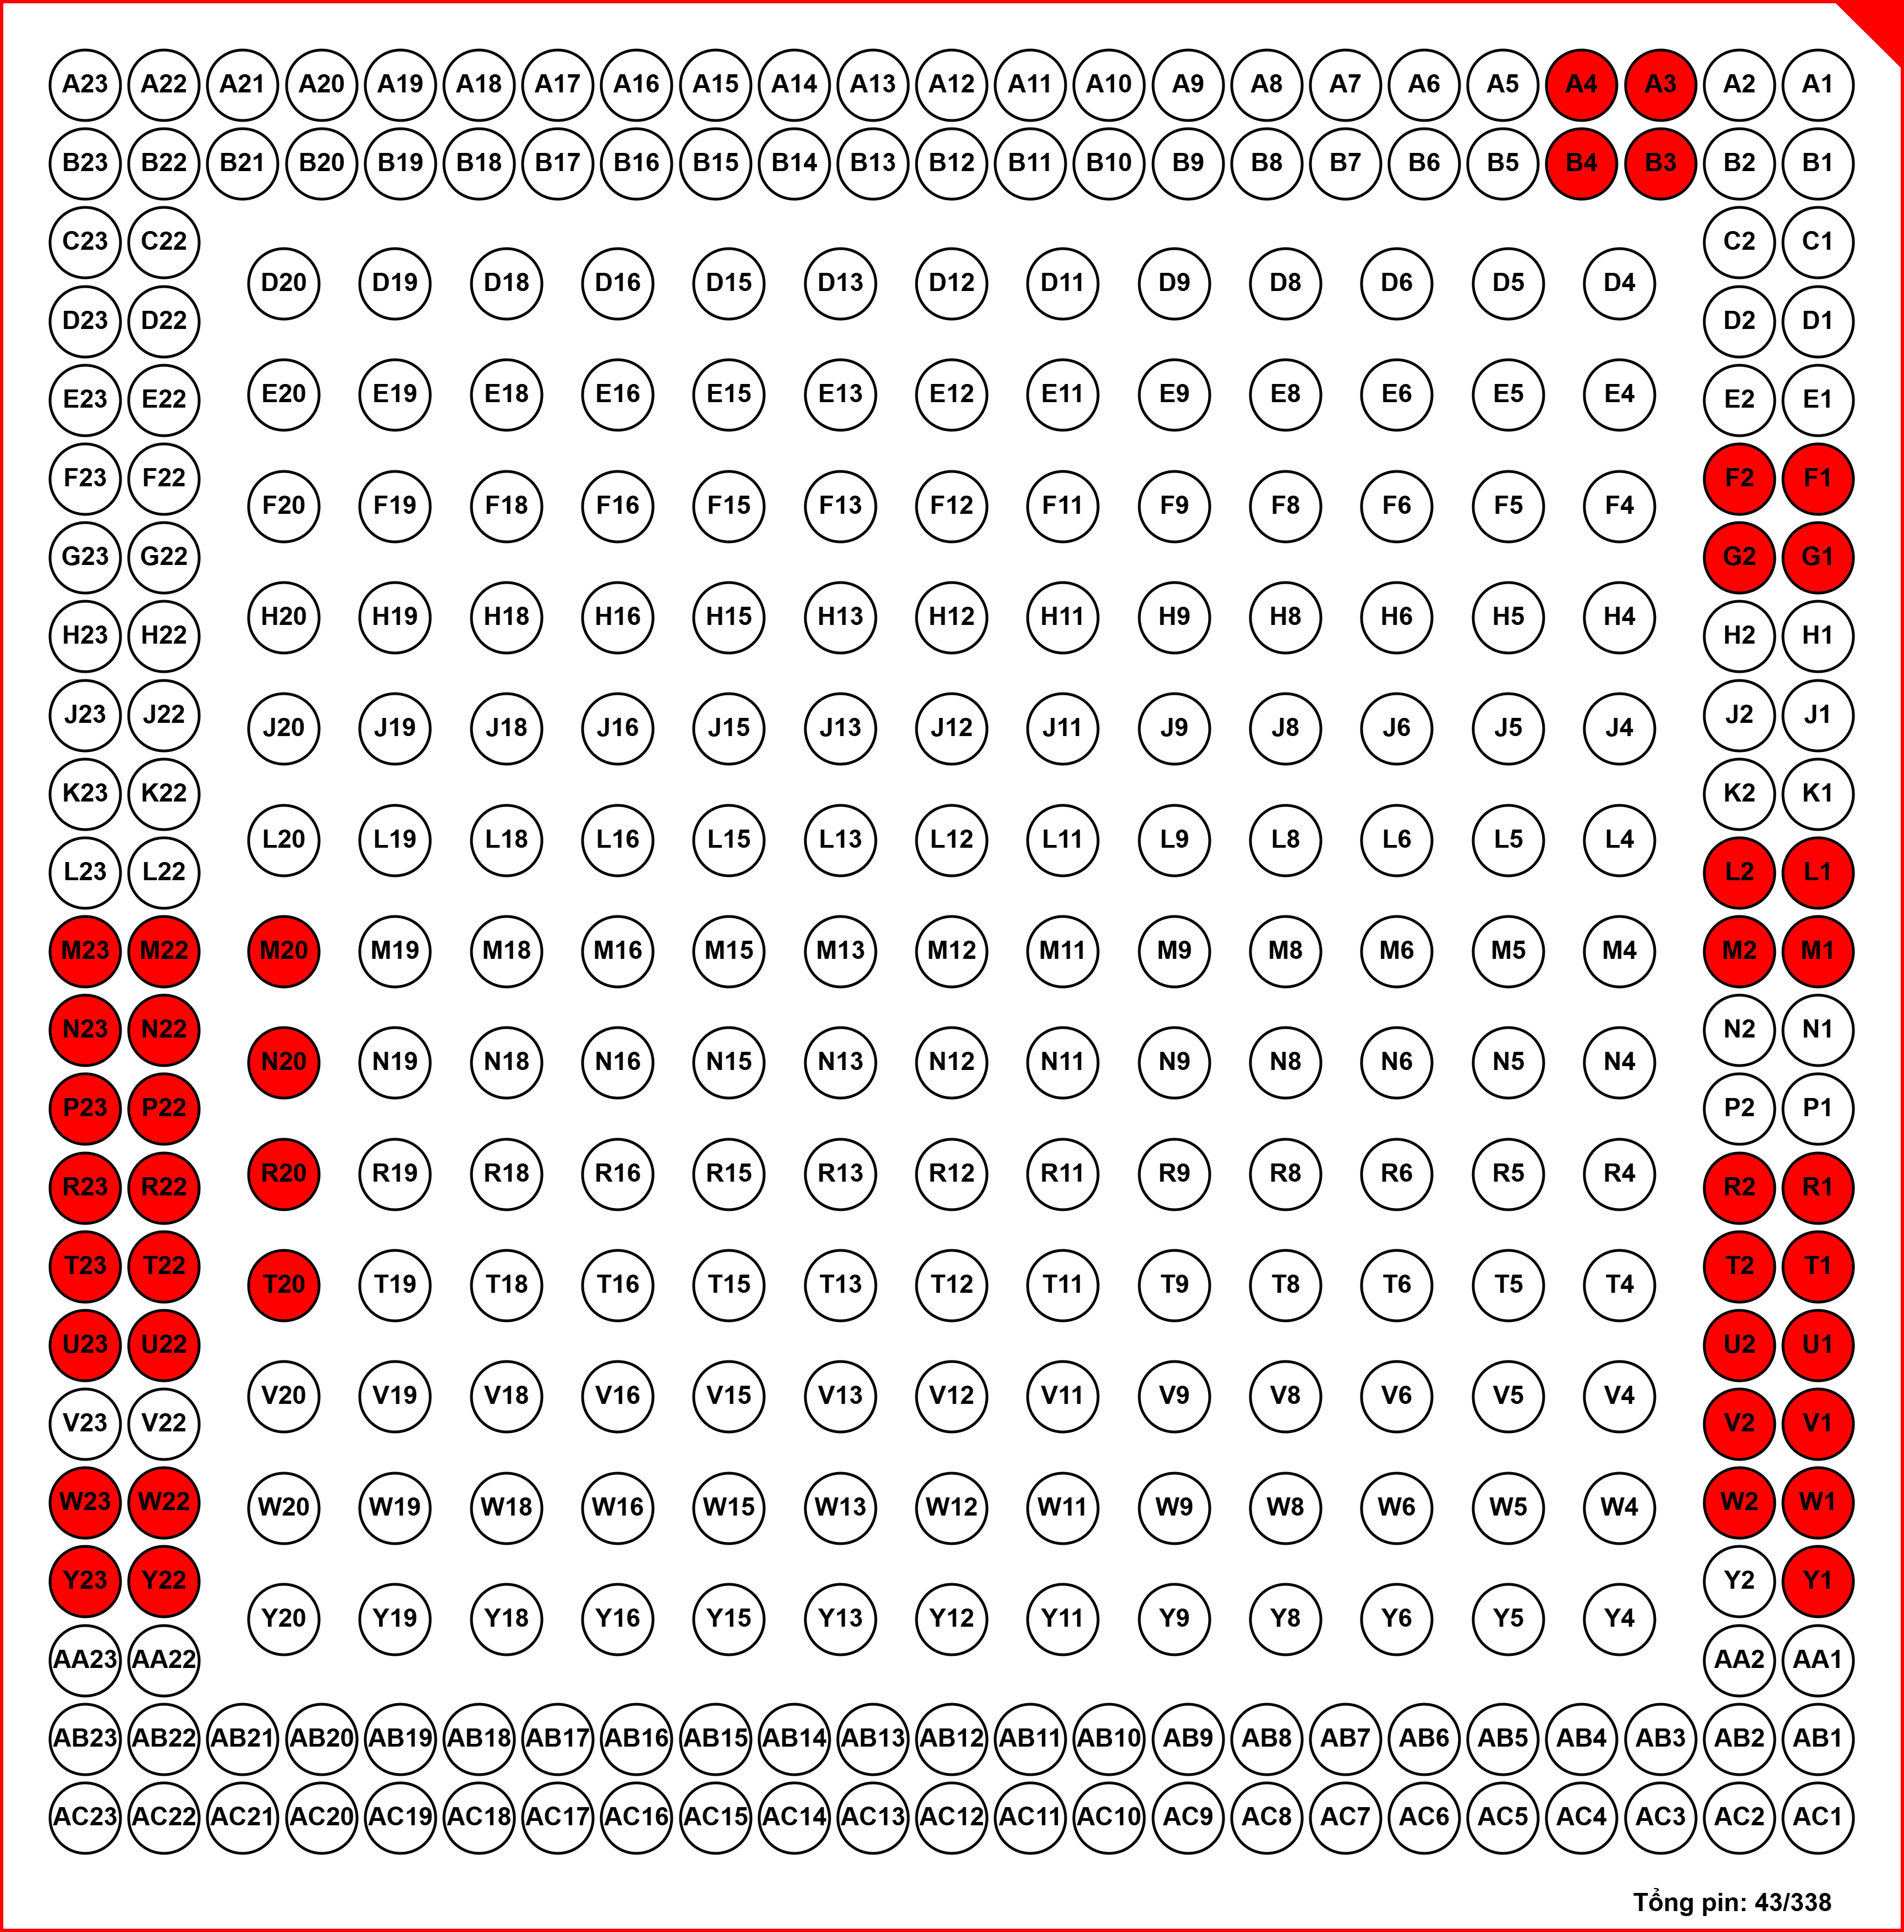 A23 A22 A21 A20 A19 A18 A17 A16 A15 A14 A13 A12 A11 A10 A9 A8 A7 A6 A5 A4 A3 A2 A1
B23 B22 B21 B20 B19 B18 B17 B16 B15 B14 B13 B12 B11 B10 B9 B8 B7 B6 B5 B4 B3 B2 B1
C23 C22 C2 C1
D20 D19 D18 D16 D15 D13 D12 D11 D9 D8 D6 D5 D4
D23 D22 D2 D1
E20 E19 E18 E16 E15 E13 E12 E11 E9 E8 E6 E5 E4
E23 E22 E2 E1
F23 F22 F2 F1
F20 F19 F18 F16 F15 F13 F12 F11 F9 F8 F6 F5 F4
G23 G22 G2 G1
H20 H19 H18 H16 H15 H13 H12 H11 H9 H8 H6 H5 H4
H23 H22 H2 H1
J23 J22 J2 J1
J20 J19 J18 J16 J15 J13 J12 J11 J9 J8 J6 J5 J4
K23 K22 K2 K1
L20 L19 L18 L16 L15 L13 L12 L11 L9 L8 L6 L5 L4
L23 L22 L2 L1
M23 M22 M20 M19 M18 M16 M15 M13 M12 M11 M9 M8 M6 M5 M4 M2 M1
N23 N22 N2 N1
N20 N19 N18 N16 N15 N13 N12 N11 N9 N8 N6 N5 N4
P23 P22 P2 P1
R20 R19 R18 R16 R15 R13 R12 R11 R9 R8 R6 R5 R4
R23 R22 R2 R1
T23 T22 T2 T1
T20 T19 T18 T16 T15 T13 T12 T11 T9 T8 T6 T5 T4
U23 U22 U2 U1
V20 V19 V18 V16 V15 V13 V12 V11 V9 V8 V6 V5 V4
V23 V22 V2 V1
W23 W22 W2 W1
W20 W19 W18 W16 W15 W13 W12 W11 W9 W8 W6 W5 W4
Y23 Y22 Y2 Y1
Y20 Y19 Y18 Y16 Y15 Y13 Y12 Y11 Y9 Y8 Y6 Y5 Y4
AA23 AA22 AA2 AA1
AB23 AB22 AB21 AB20 AB19 AB18 AB17 AB16 AB15 AB14 AB13 AB12 AB11 AB10 AB9 AB8 AB7 AB6 AB5 AB4 AB3 AB2 AB1
AC23 AC22 AC21 AC20 AC19 AC18 AC17 AC16 AC15 AC14 AC13 AC12 AC11 AC10 AC9 AC8 AC7 AC6 AC5 AC4 AC3 AC2 AC1
Tổng pin: 43/338